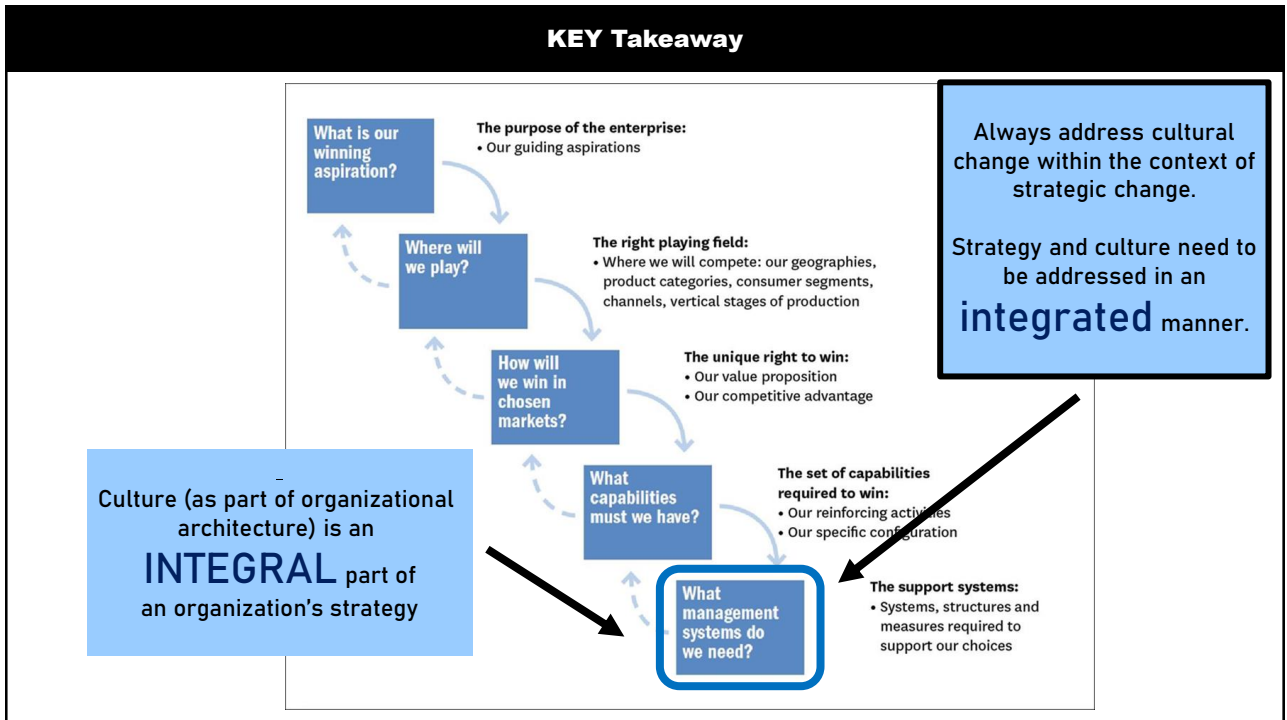 KEY Takeaway
What is our
winning
aspiration?
The purpose of the enterprise:
• Our guiding aspirations
Always address cultural
change within the context of
strategic change.
Strategy and culture need to
be addressed in an
integrated manner.
Where will
we play?
The right playing field:
• Where we will compete: our geographies,
product categories, consumer segments,
channels, vertical stages of production
How will
we win in
chosen
markets?
The unique right to win:
• Our value proposition
• Our competitive advantage
Culture (as part of organizational
architecture) is an
INTEGRAL part of
an organization’s strategy
What
capabilities
must we have?
The set of capabilities
required to win:
• Our reinforcing activities
• Our specific configuration
What
management
systems do
we need?
The support systems:
• Systems, structures and
measures required to
support our choices